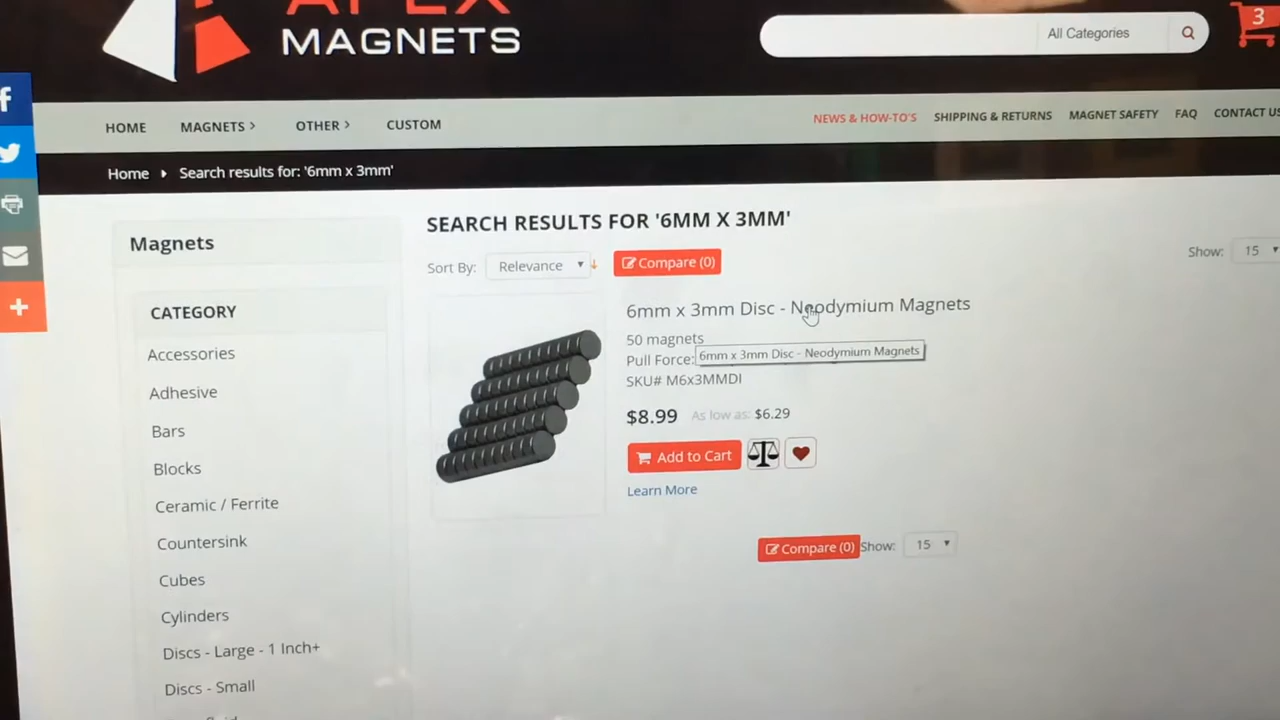 APEX
MAGNETS
All Categories
3
f
HOME
MAGNETS
OTHER
CUSTOM
NEWS & HOW-TO'S
SHIPPING & RETURNS
MAGNET SAFETY
FAQ
CONTACT US
Home
Search results for: '6mm x 3mm'
Magnets
CATEGORY
Accessories
Adhesive
Bars
Blocks
Ceramic / Ferrite
Countersink
Cubes
Cylinders
Discs - Large - 1 Inch+
Discs - Small
SEARCH RESULTS FOR '6MM X 3MM'
Sort By:
Relevance
Compare (0)
Show:
15
6mm x 3mm Disc - Neodymium Magnets
50 magnets
Pull Force:
6mm x 3mm Disc - Neodymium Magnets
SKU# M6x3MMDI
$8.99 As low as: $6.29
Add to Cart
Learn More
Compare (0)
Show:
15